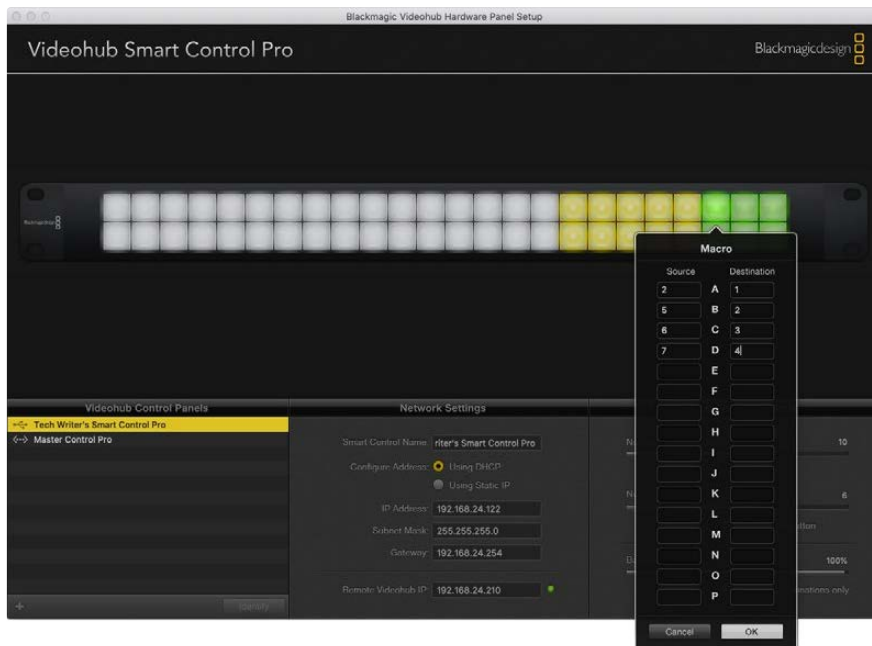 Blackmagic Videohub Hardware Panel Setup
Videohub Smart Control Pro
Blackmagicdesign
Macro
Source Destination
2 A 1
5 B 2
6 C 3
7 D 4
E
F
G
H
I
J
K
L
M
N
O
P
Cancel OK
Videohub Control Panels
Tech Writer's Smart Control Pro
Master Control Pro
Identify
Network Settings
Smart Control Name: riter's Smart Control Pro
Configure Address: Using DHCP
Using Static IP
IP Address: 192.168.24.122
Subnet Mask: 255.255.255.0
Gateway: 192.168.24.254
Remote Videohub IP: 192.168.24.210
10
6
100%
only